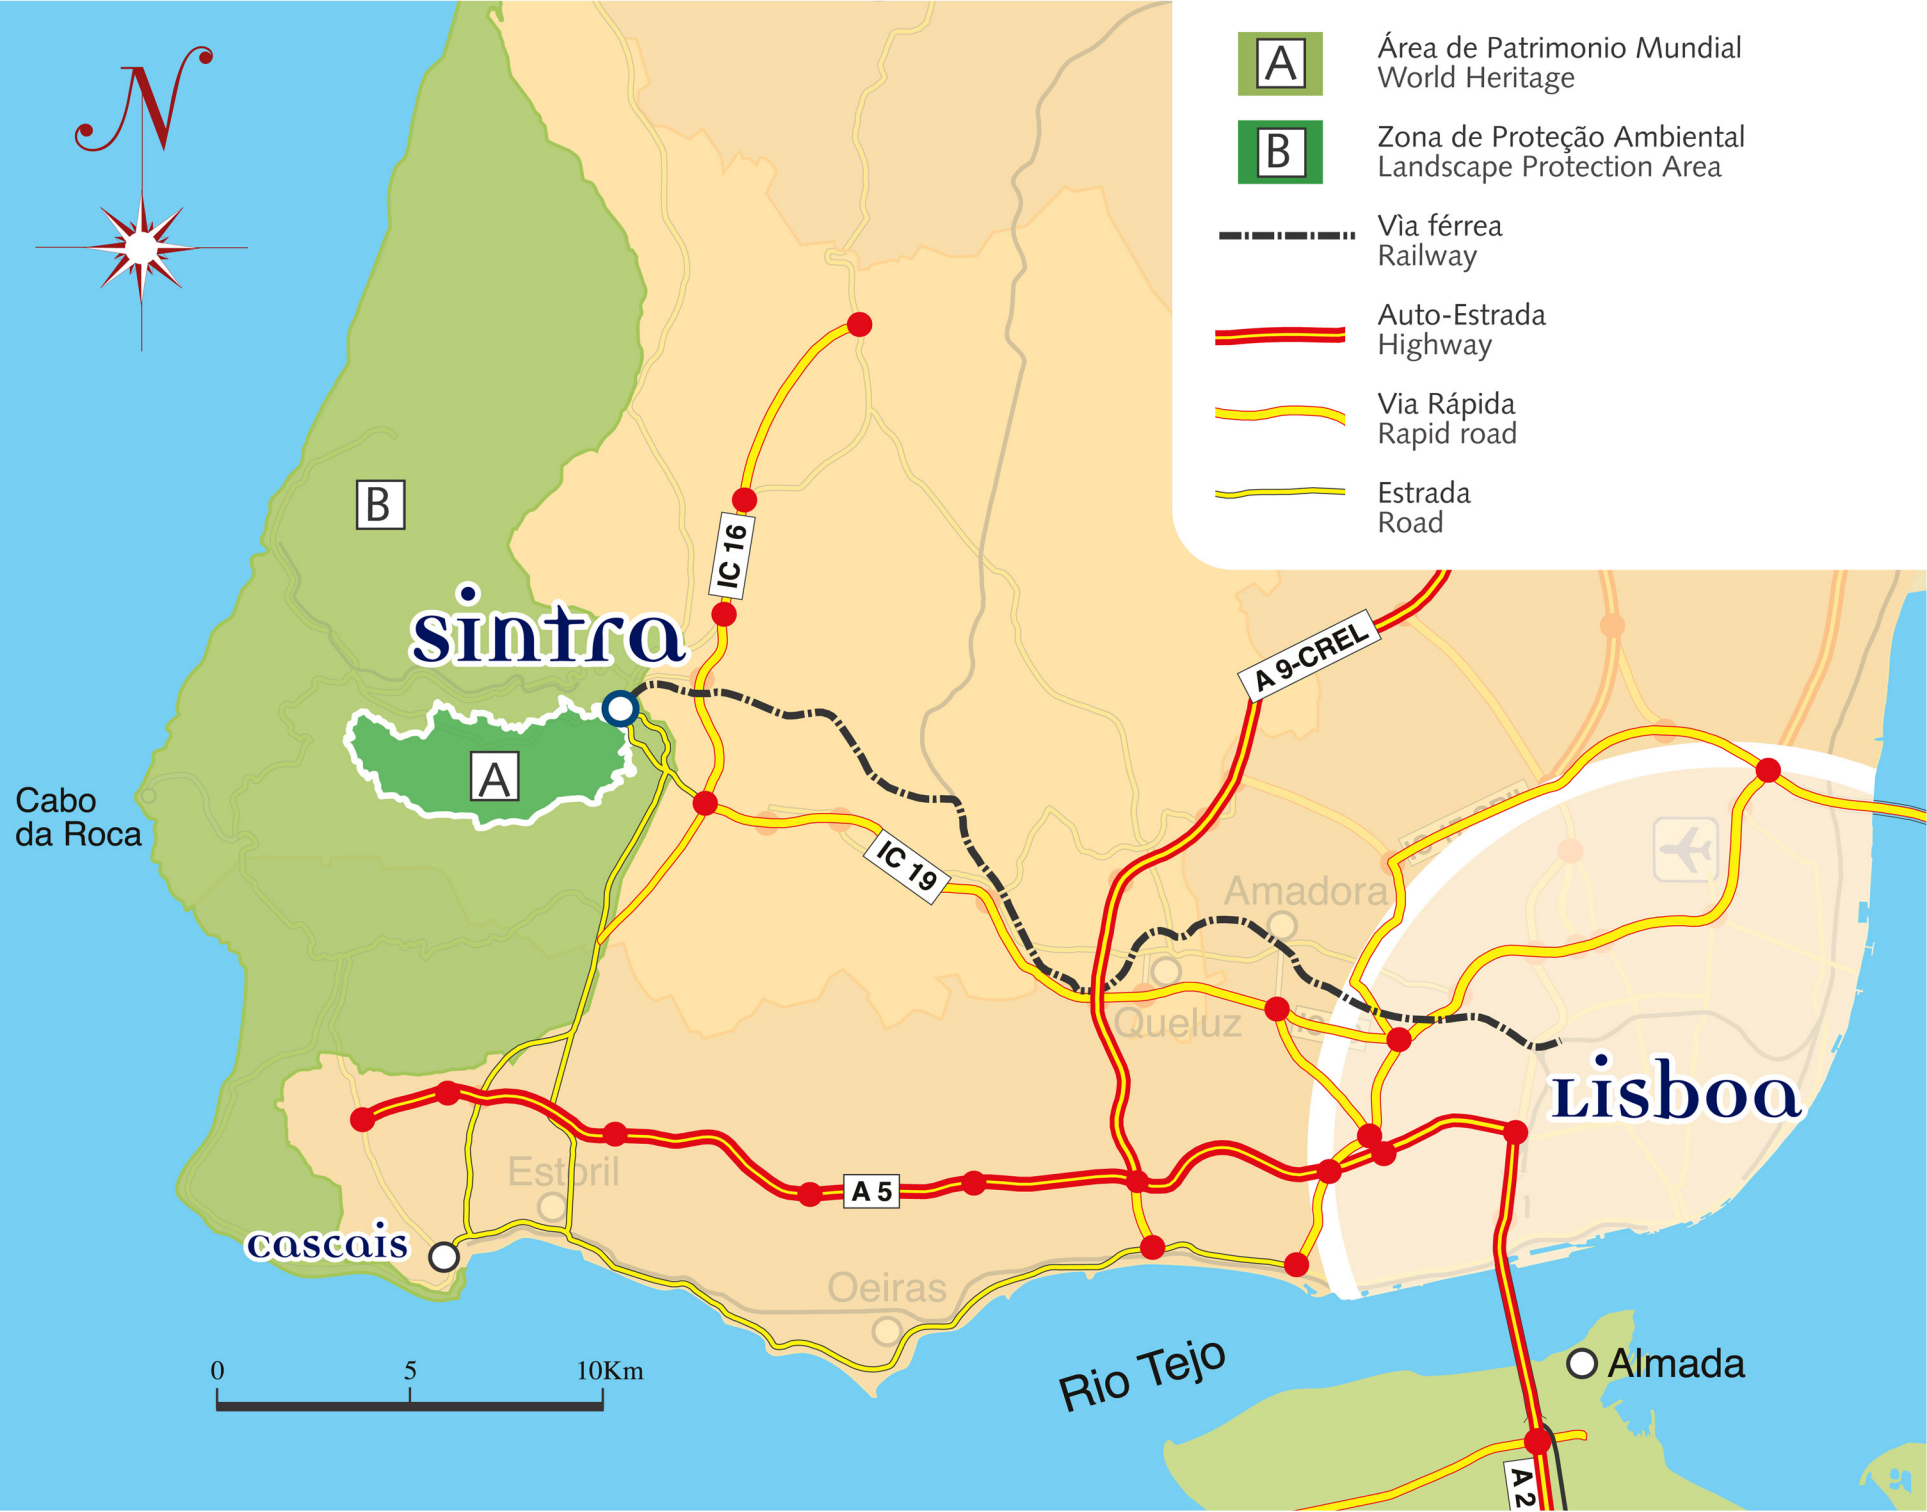 N
A
Área de Patrimonio Mundial
World Heritage
B
Zona de Proteção Ambiental
Landscape Protection Area
Vìa férrea
Railway
Auto-Estrada
Highway
Via Rápida
Rapid road
Estrada
Road
B
IC 16
sintra
A 9-CREL
A
Cabo
da Roca
IC 19
Amadora
Queluz
Lisboa
Estoril
A 5
cascais
Oeiras
Rio Tejo
Almada
0 5 10Km
A 2